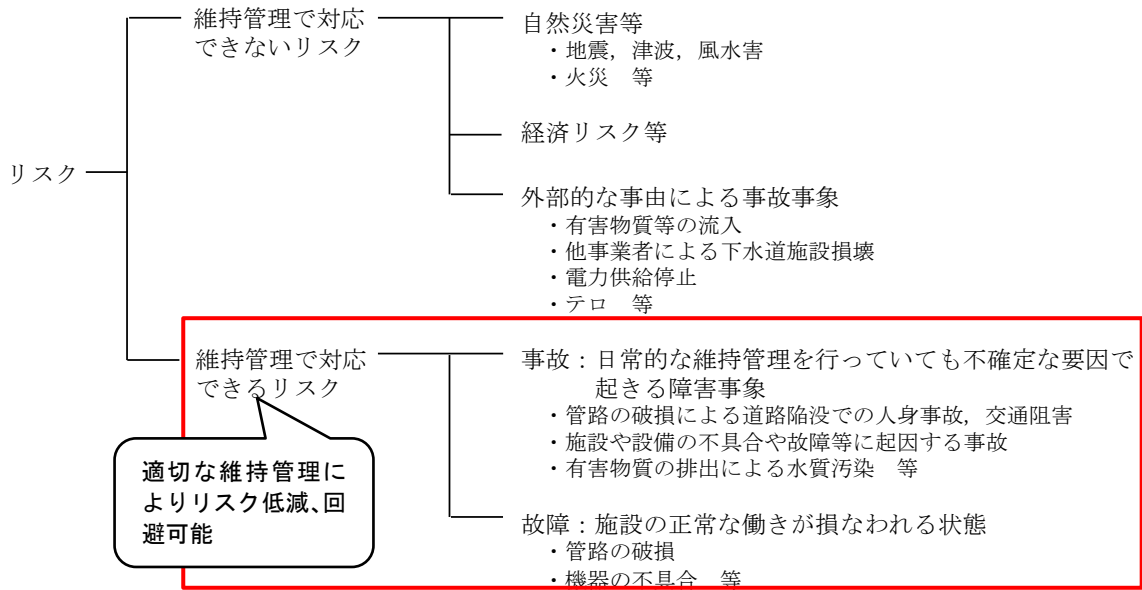 維持管理で対応
できないリスク
自然災害等
・地震，津波，風水害
・火災　等
経済リスク等
リスク
外部的な事由による事故事象
・有害物質等の流入
・他事業者による下水道施設損壊
・電力供給停止
・テロ　等
維持管理で対応
できるリスク
事故：日常的な維持管理を行っていても不確定な要因で
起きる障害事象
・管路の破損による道路陥没での人身事故，交通阻害
・施設や設備の不具合や故障等に起因する事故
・有害物質の排出による水質汚染　等
適切な維持管理に
よりリスク低減、回
避可能
故障：施設の正常な働きが損なわれる状態
・管路の破損
・機器の不具合　等